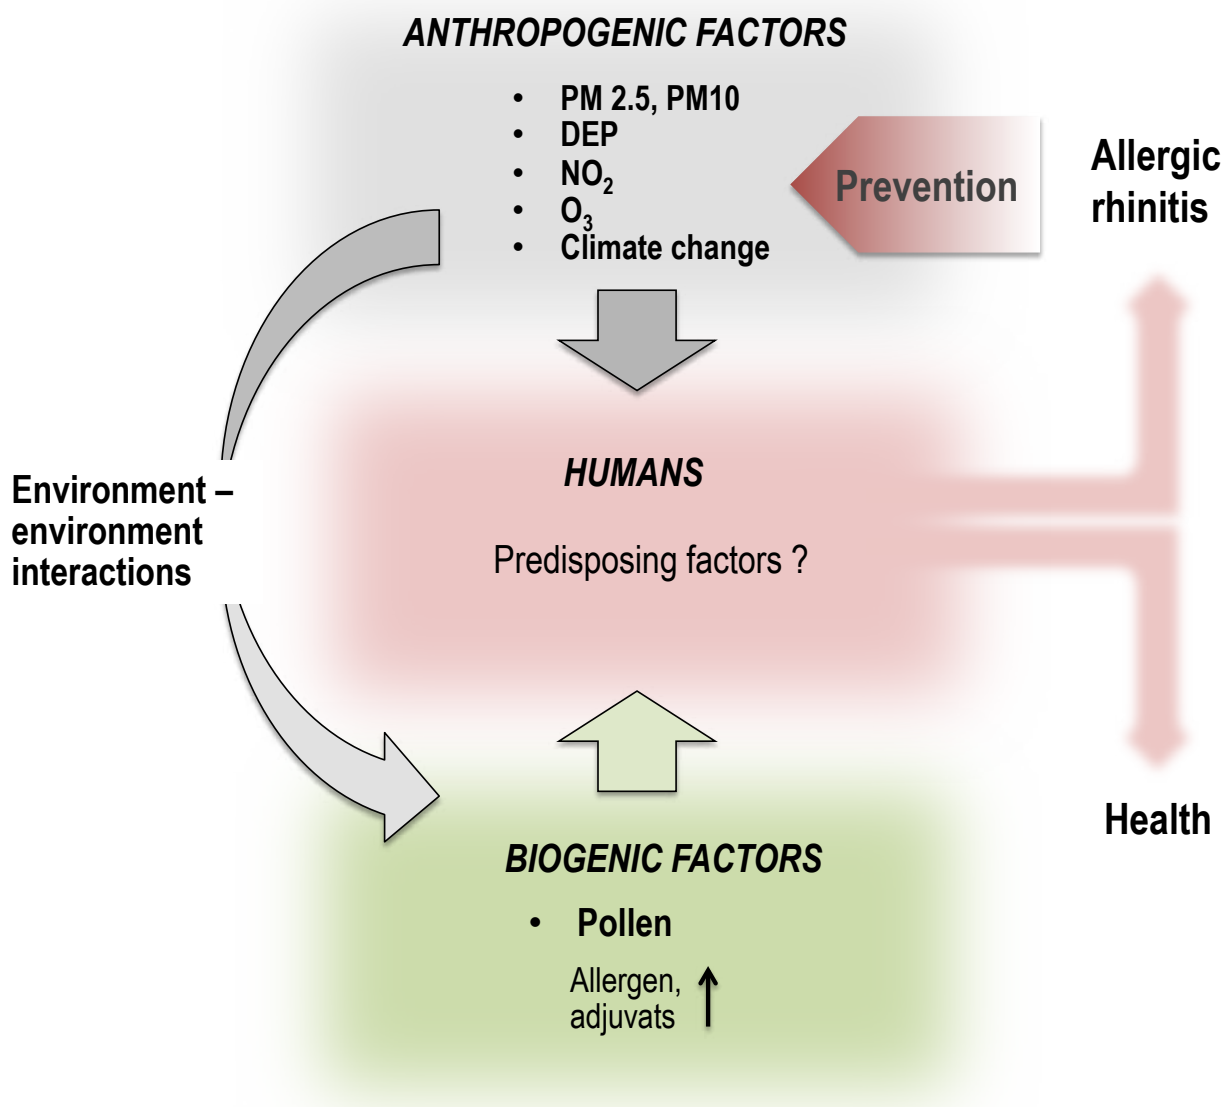 ANTHROPOGENIC FACTORS
• PM 2.5, PM10
• DEP
• NO₂
• O₃
• Climate change
Prevention
Allergic
rhinitis
HUMANS
Predisposing factors ?
Environment –
environment
interactions
Health
BIOGENIC FACTORS
• Pollen
Allergen,
adjuvats